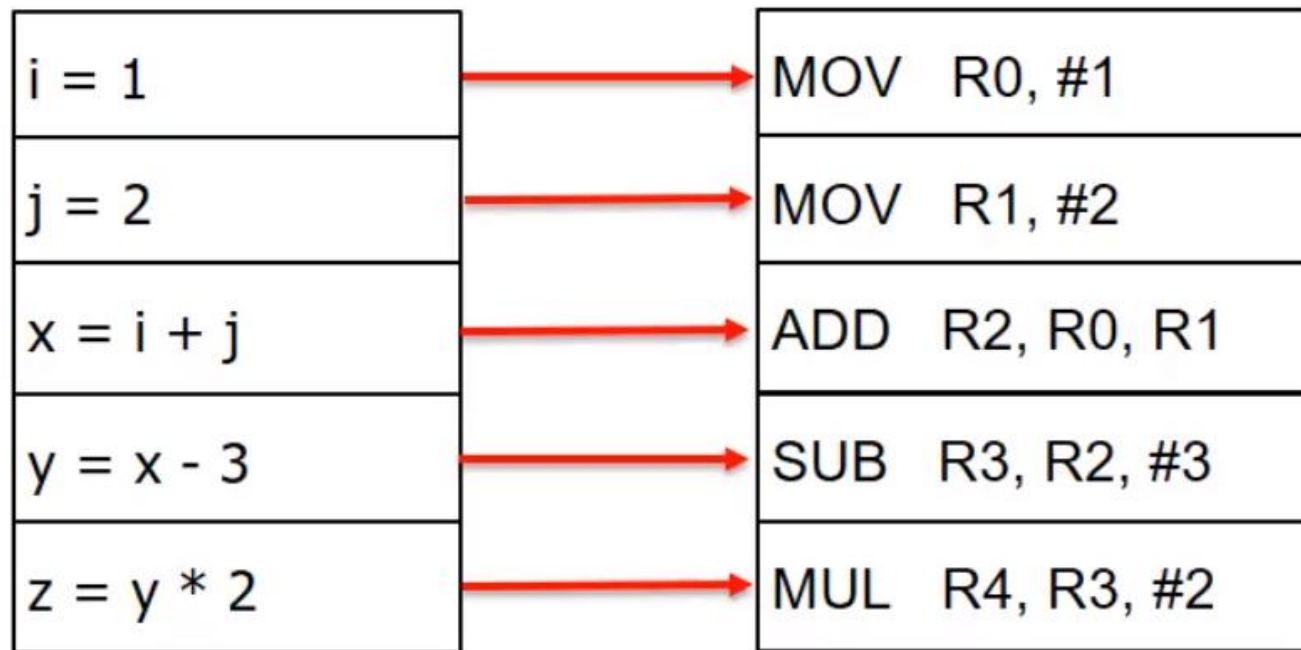 i = 1
MOV R0, #1
j = 2
MOV R1, #2
x = i + j
ADD R2, R0, R1
y = x - 3
SUB R3, R2, #3
z = y * 2
MUL R4, R3, #2